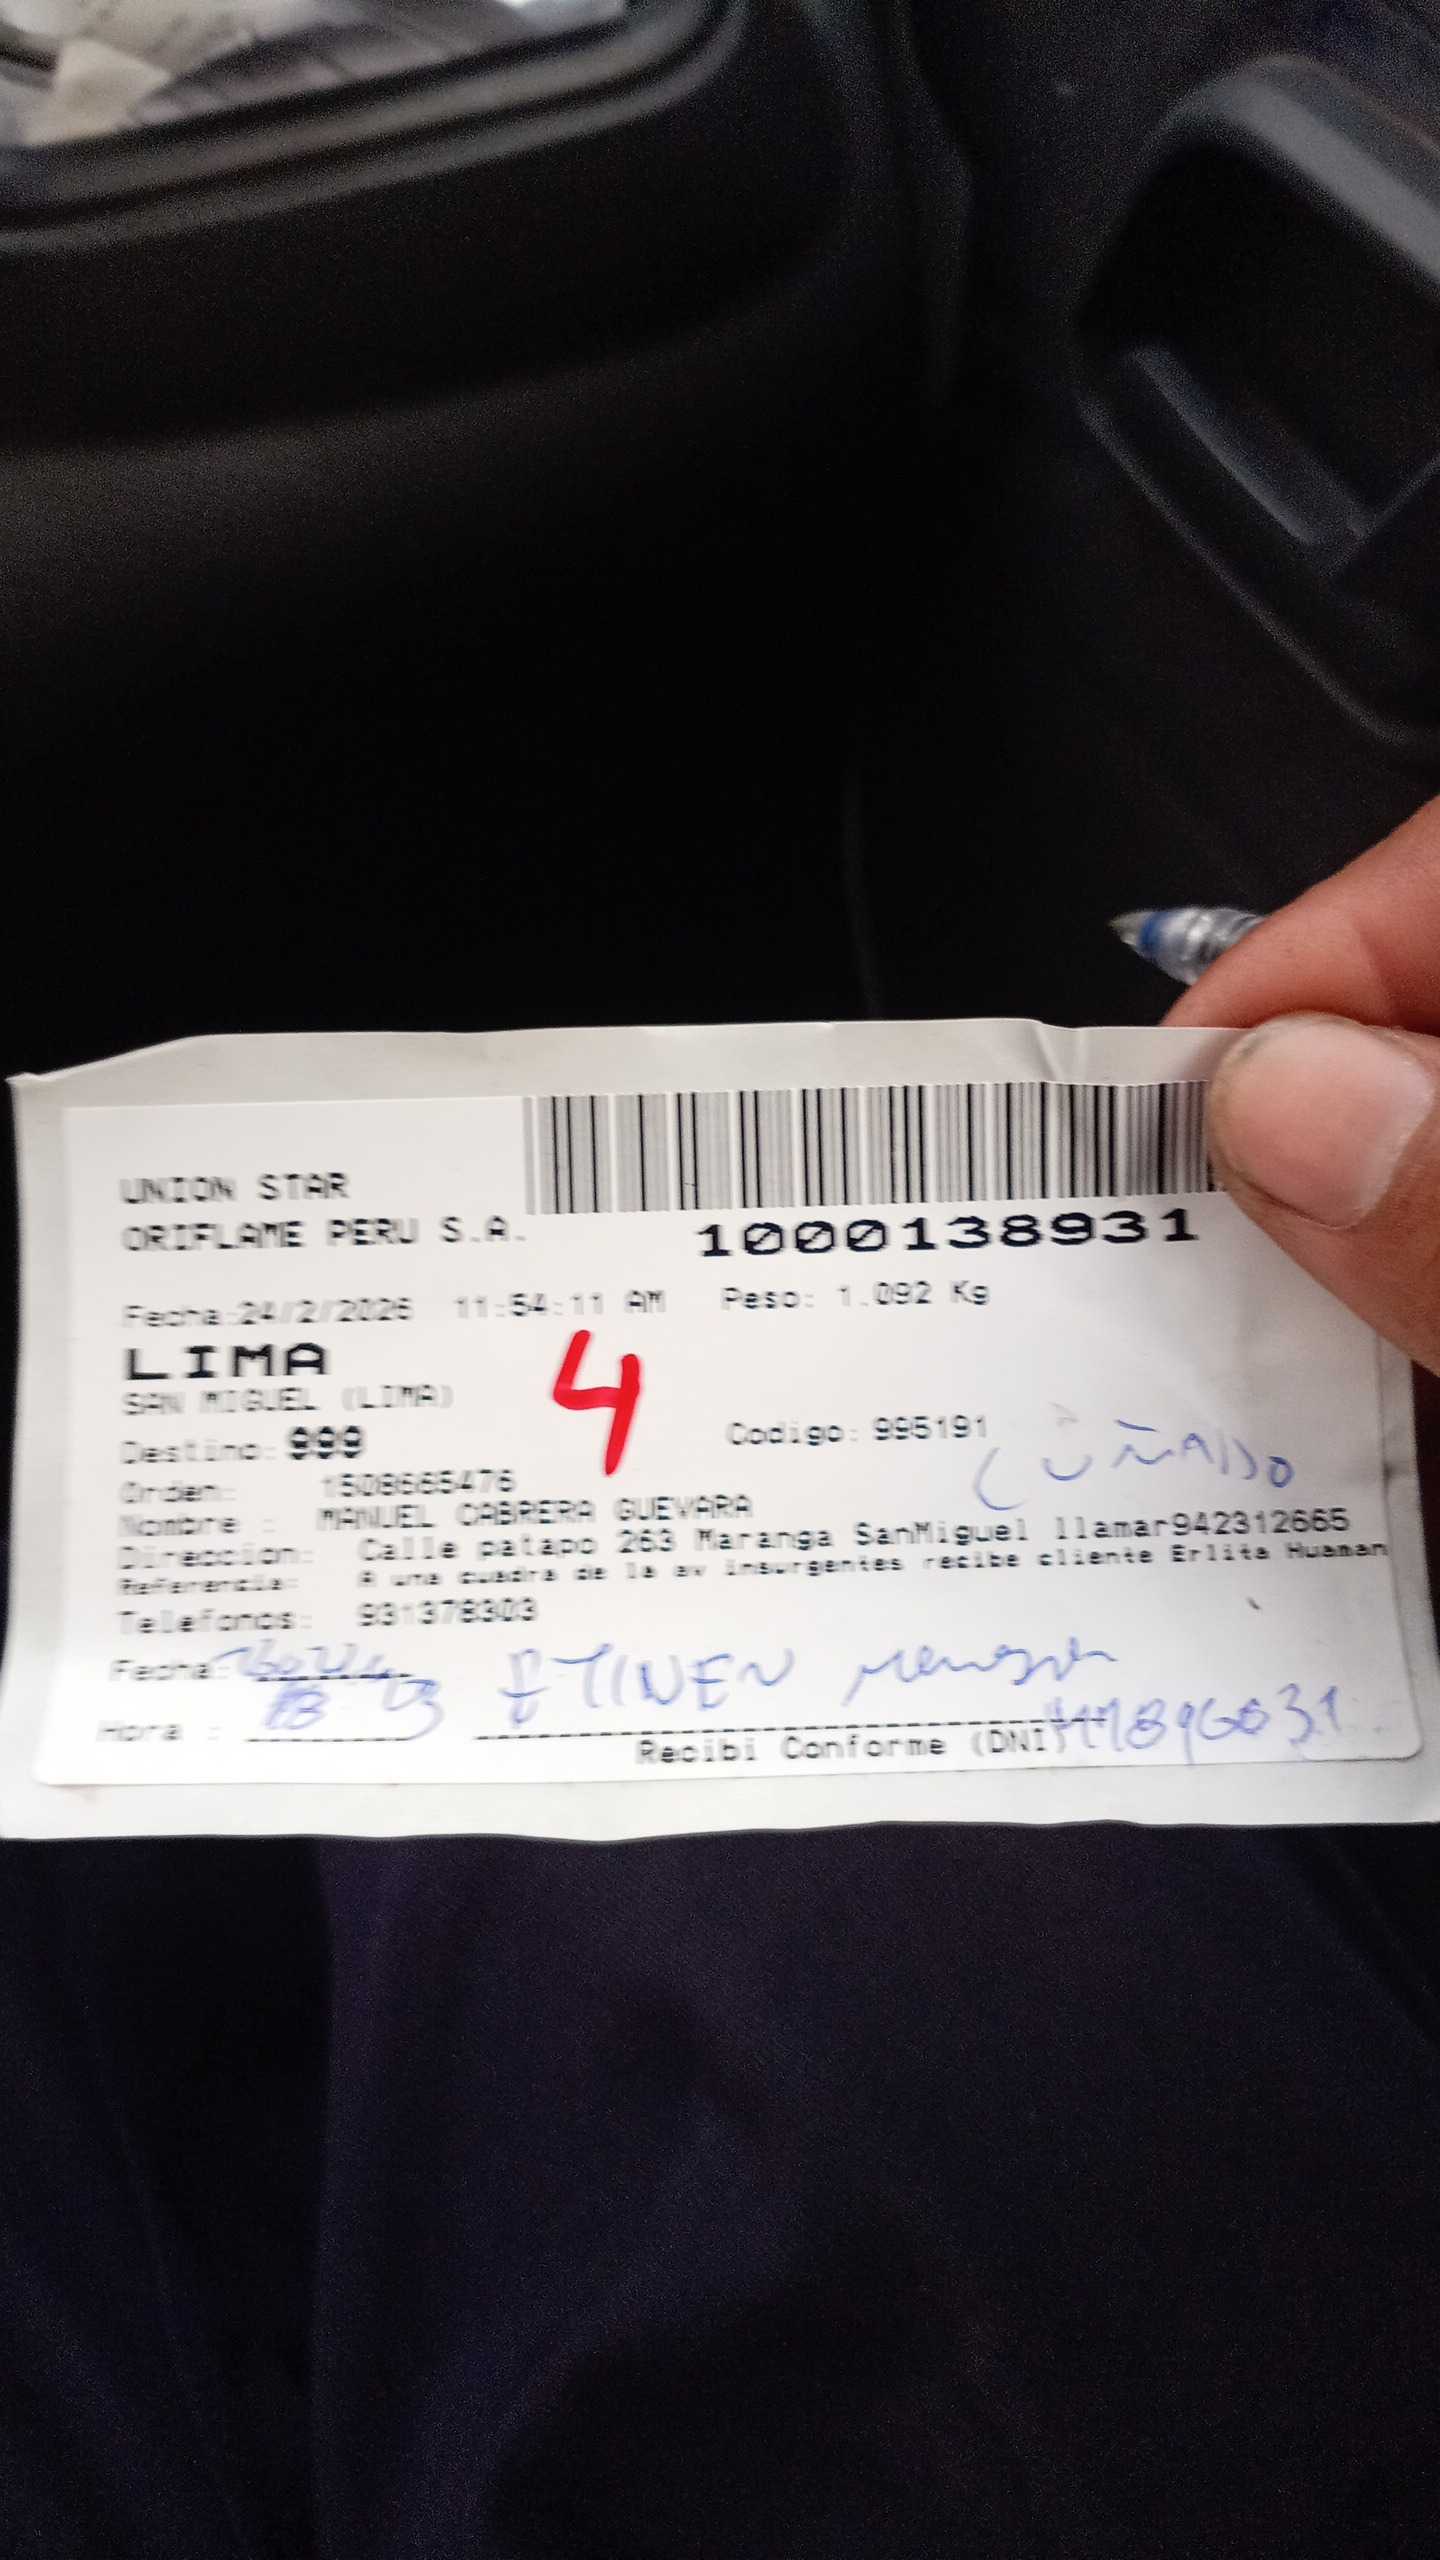 UNION STAR
ORIFLAME PERU S.A.
1000138931
Fecha:24/2/2026 11:54:11 AM Peso: 1.092 Kg
LIMA
4
SAN MIGUEL (LIMA)
Destino: 999 Codigo: 995191
CUÑADO
Orden: 1508665476
Nombre : MANUEL CABRERA GUEVARA
Direccion: Calle patapo 263 Maranga SanMiguel llamar942312665
Referencia: A una cuadra de la av insurgentes recibe cliente Erlita Huaman
Telefonos: 931378303
Fecha:
Hora :
Recibi Conforme (DNI)